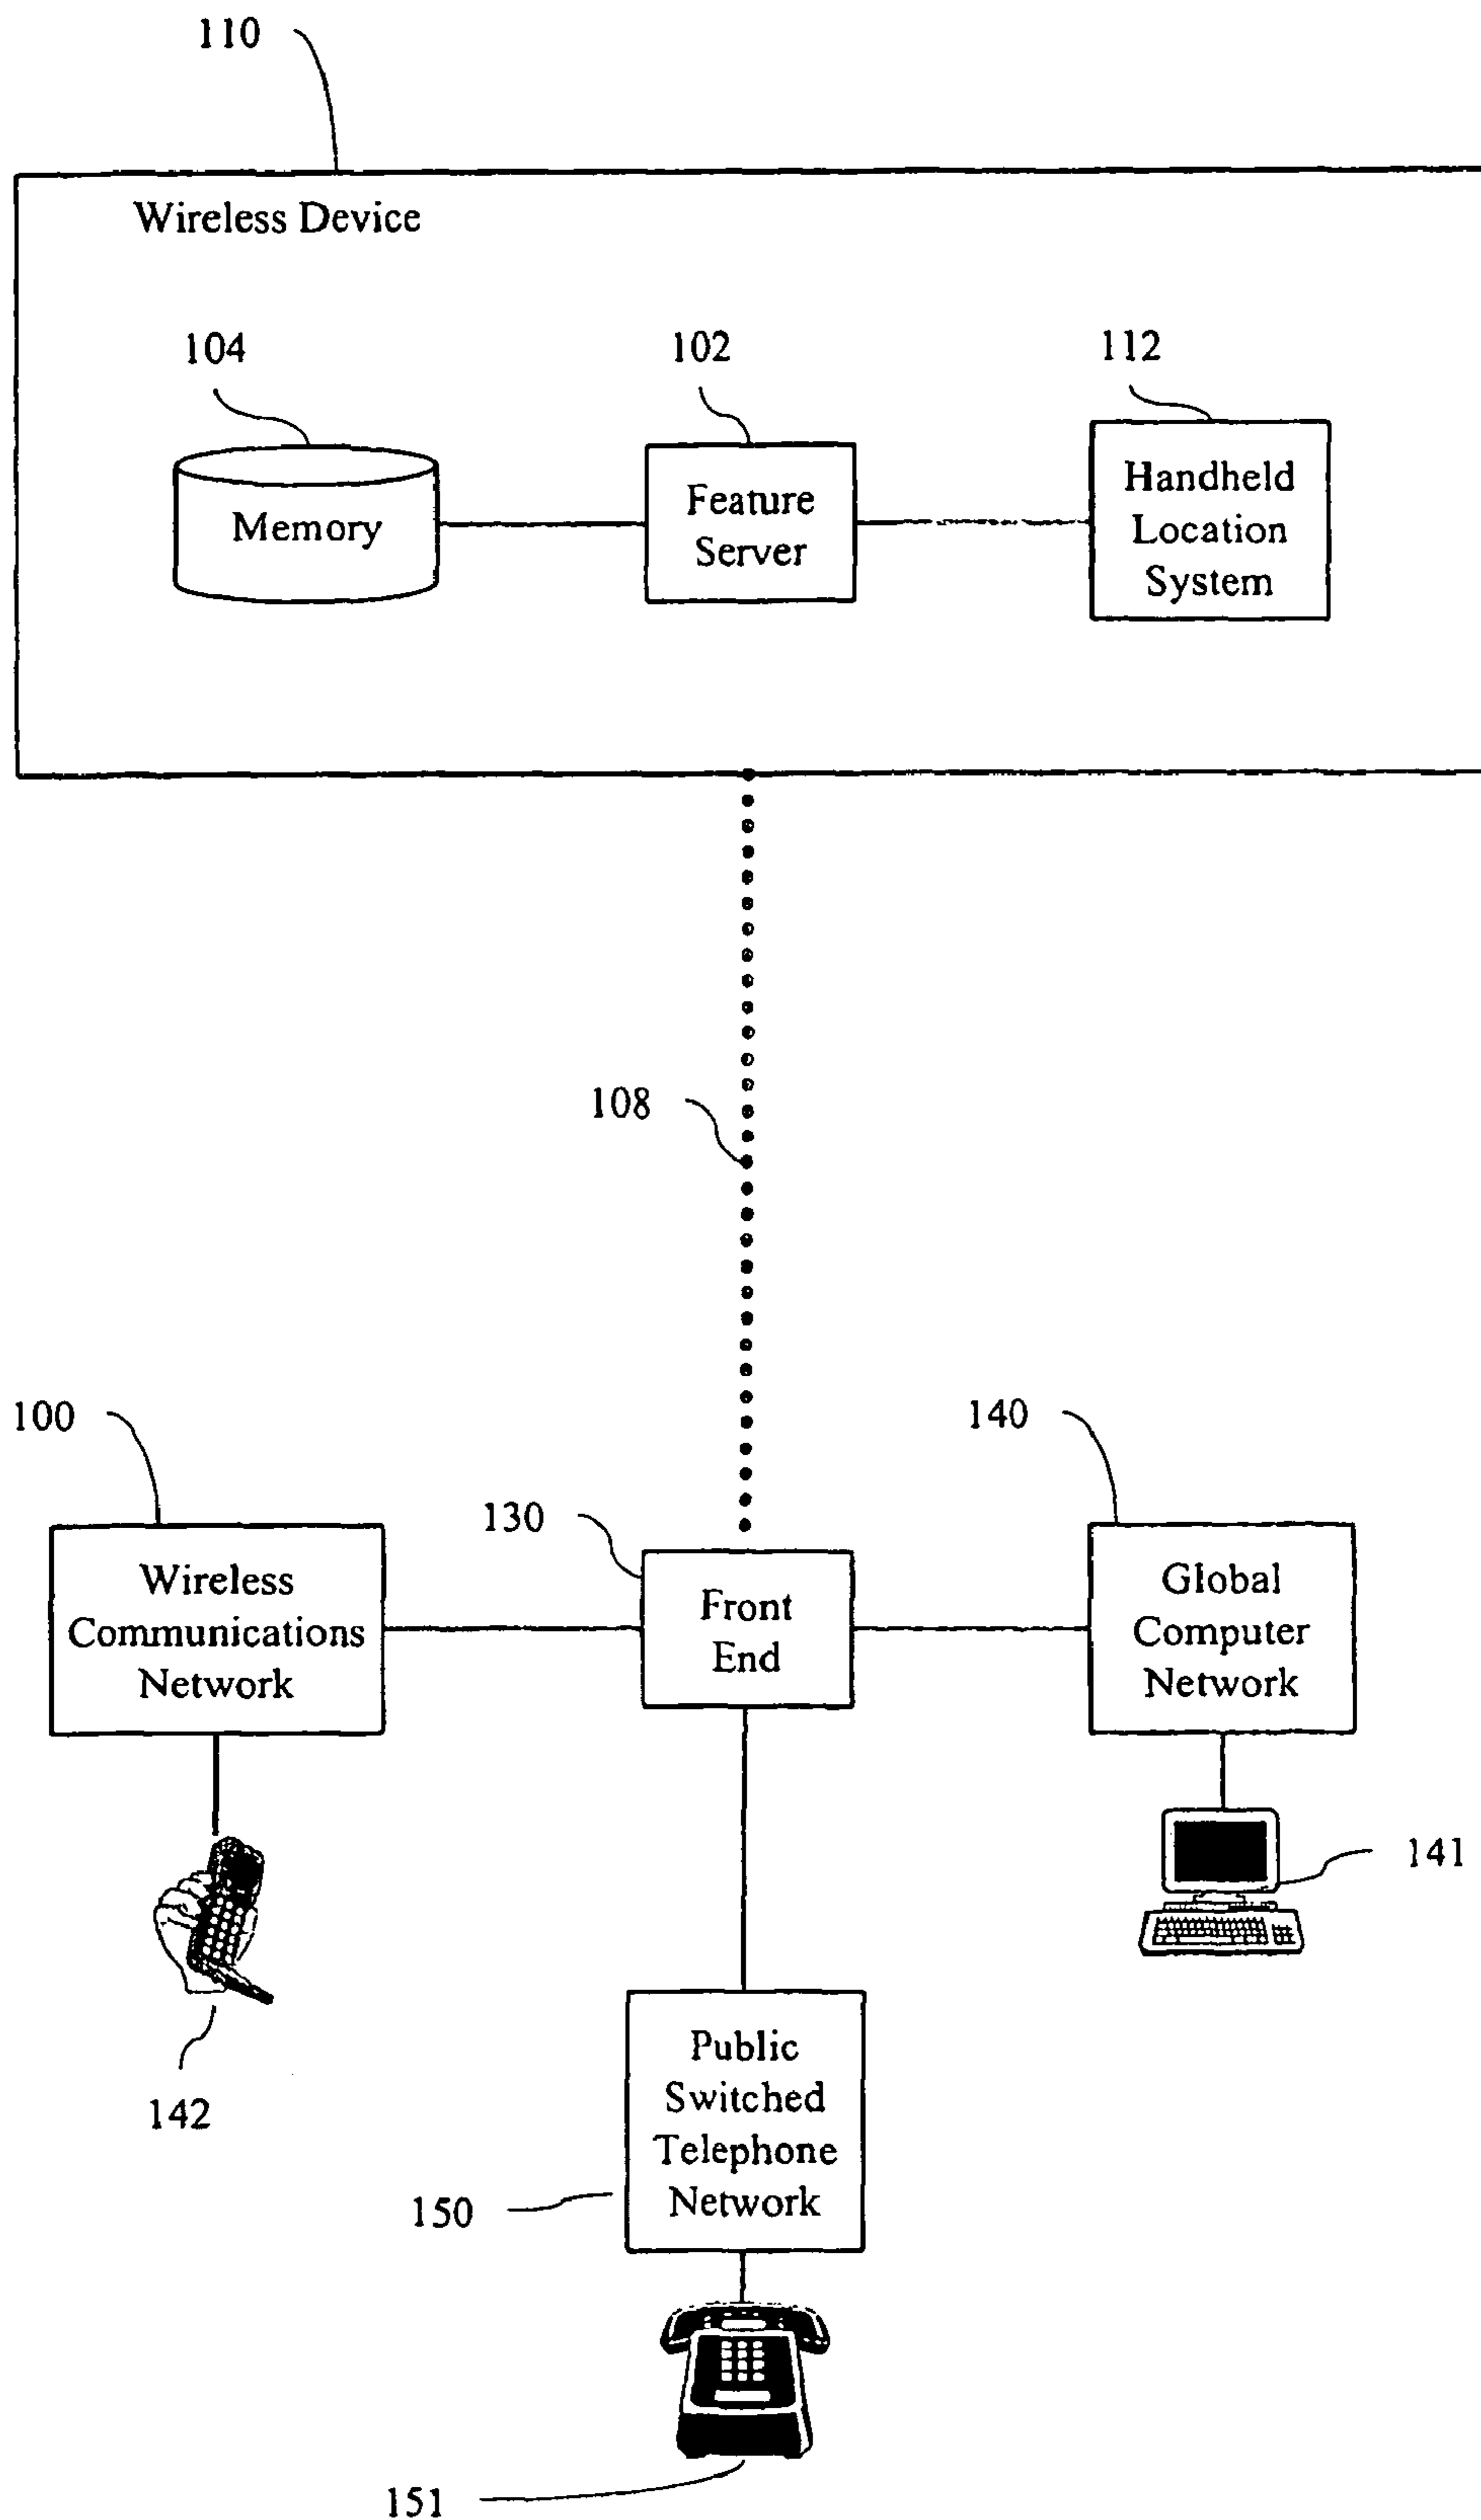 110
Wireless Device
104
102
112
Memory
Feature
Server
Handheld
Location
System
108
100
140
130
Wireless
Communications
Network
Front
End
Global
Computer
Network
141
142
Public
Switched
Telephone
Network
150
151